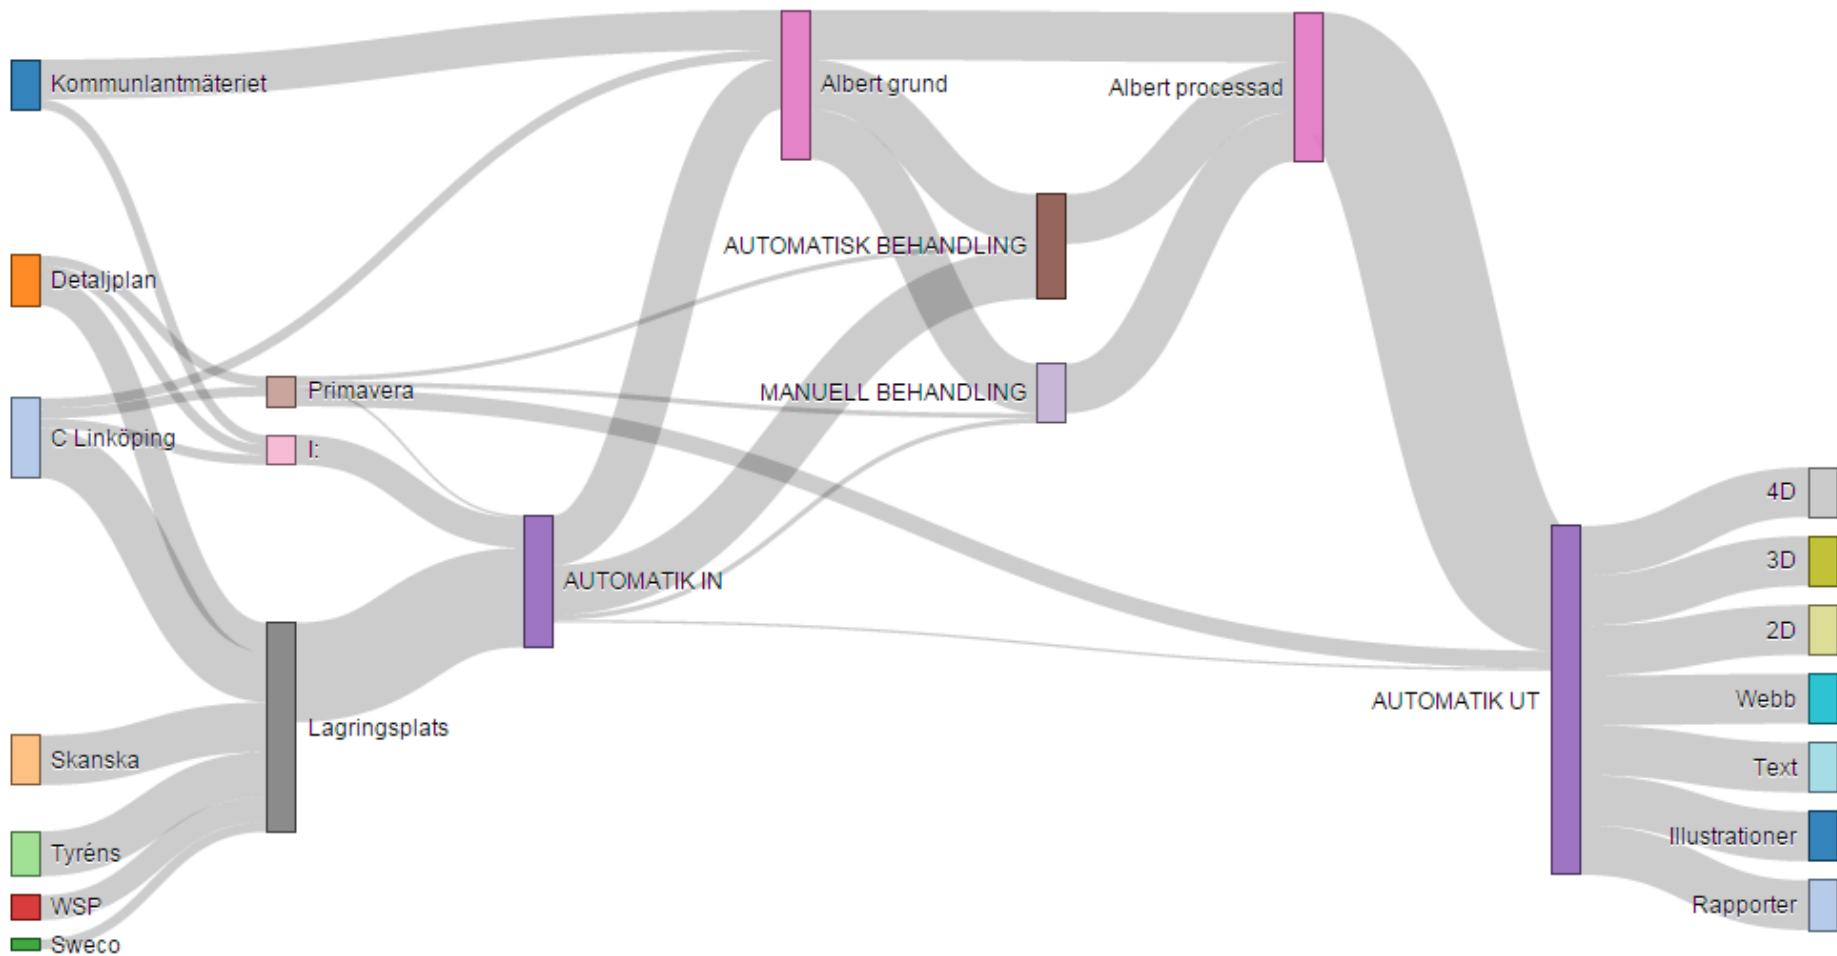 Kommunlantmäteriet
Detaljplan
C Linköping
Skanska
Tyréns
WSP
Sweco
Primavera
I:
Lagringsplats
AUTOMATIK IN
Albert grund
AUTOMATISK BEHANDLING
MANUELL BEHANDLING
Albert processad
AUTOMATIK UT
4D
3D
2D
Webb
Text
Illustrationer
Rapporter